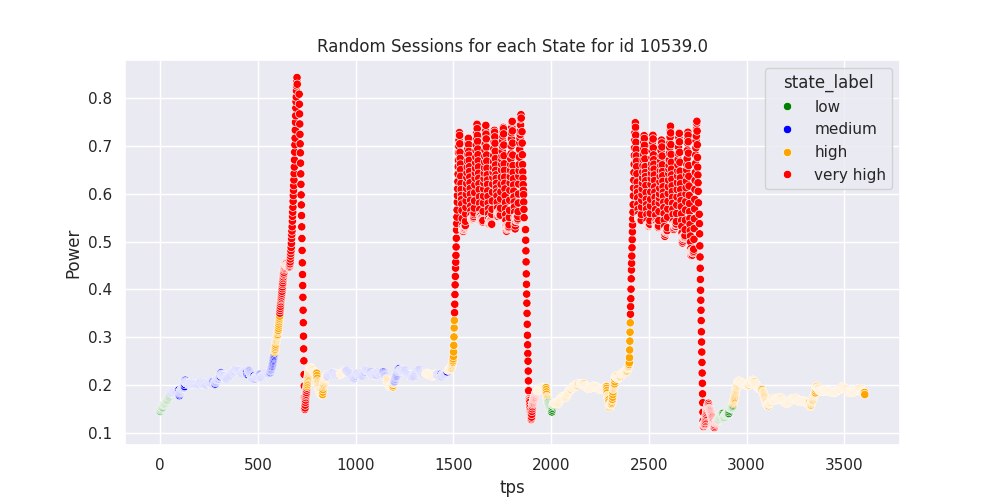 Random Sessions for each State for id 10539.0
state_label
low
medium
high
very high
Power
0.8
0.7
0.6
0.5
0.4
0.3
0.2
0.1
0 500 1000 1500 2000 2500 3000 3500
tps